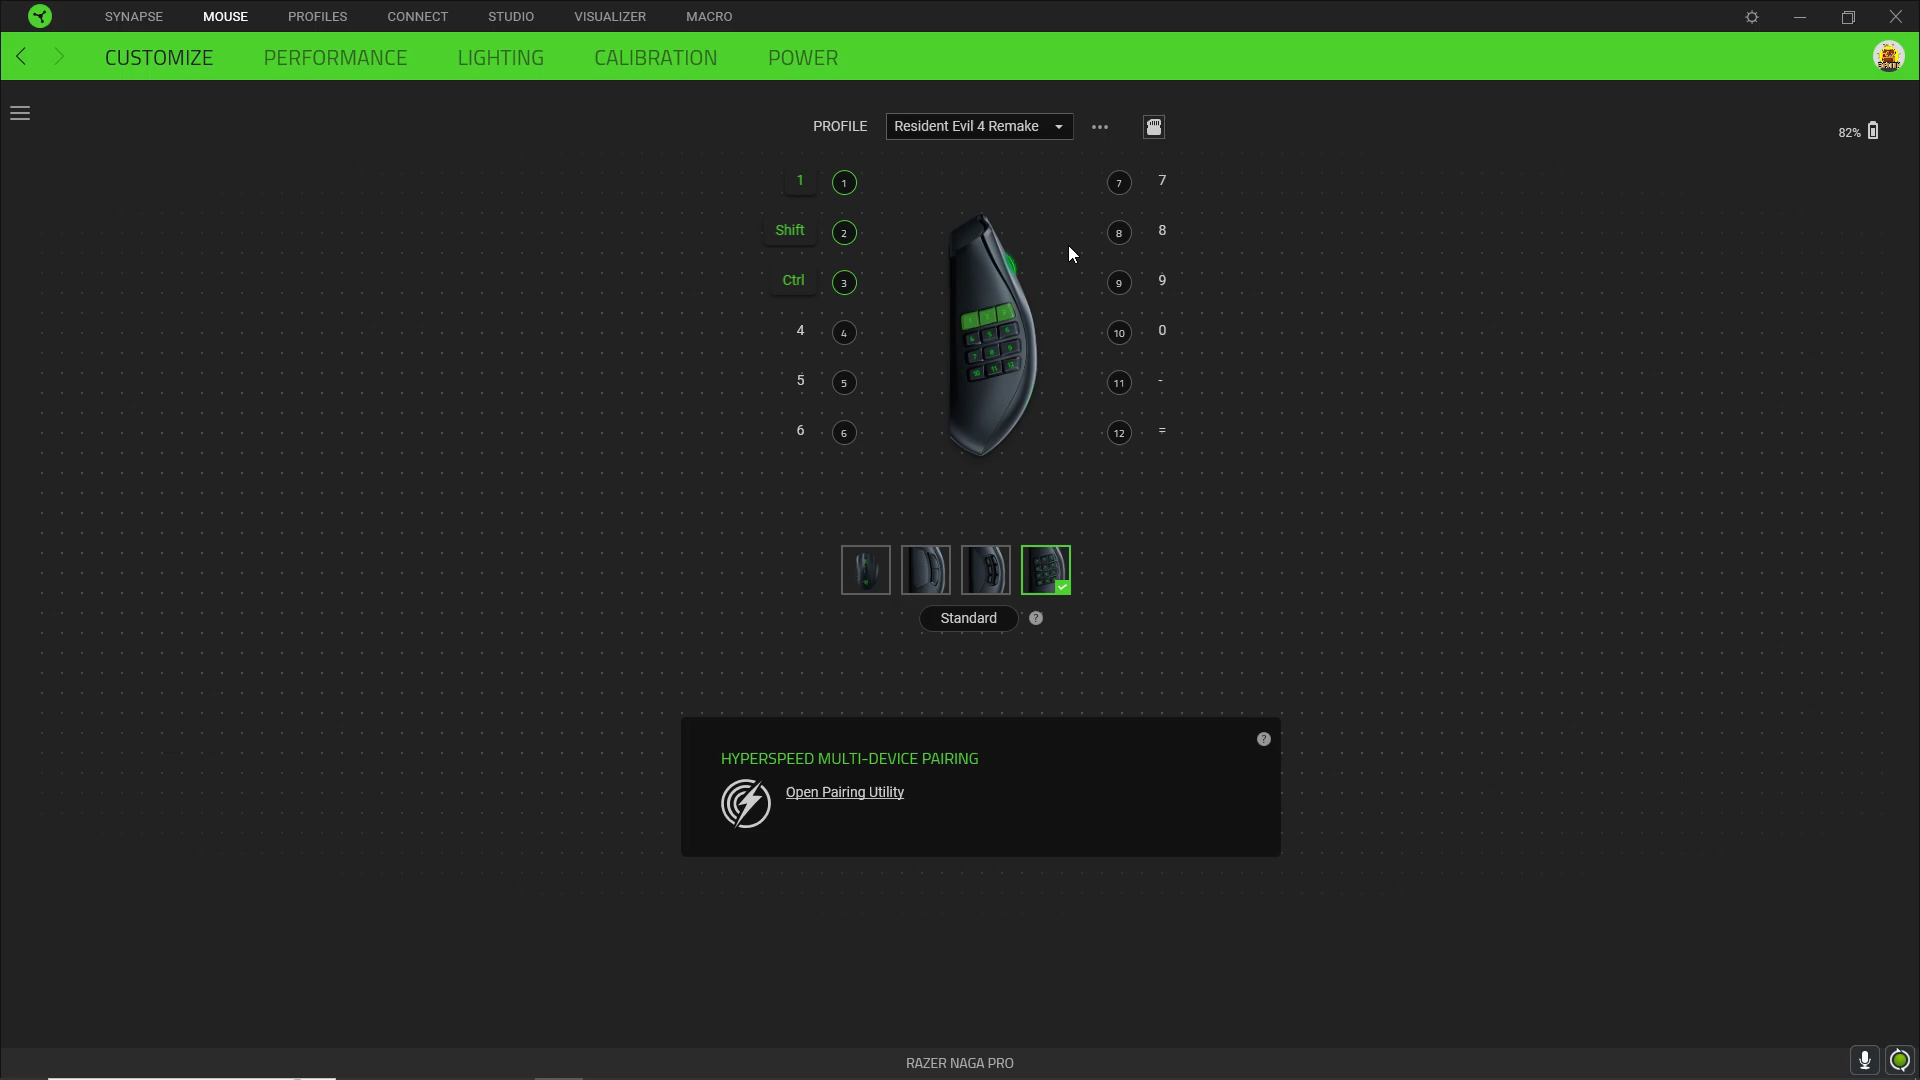 SYNAPSE MOUSE PROFILES CONNECT STUDIO VISUALIZER MACRO
CUSTOMIZE PERFORMANCE LIGHTING CALIBRATION POWER
PROFILE Resident Evil 4 Remake
82%
1 1 7 7
Shift 2 8 8
Ctrl 3 9 9
4 4 10 0
5 5 11 -
6 6 12 =
Standard ?
?
HYPERSPEED MULTI-DEVICE PAIRING
Open Pairing Utility
RAZER NAGA PRO